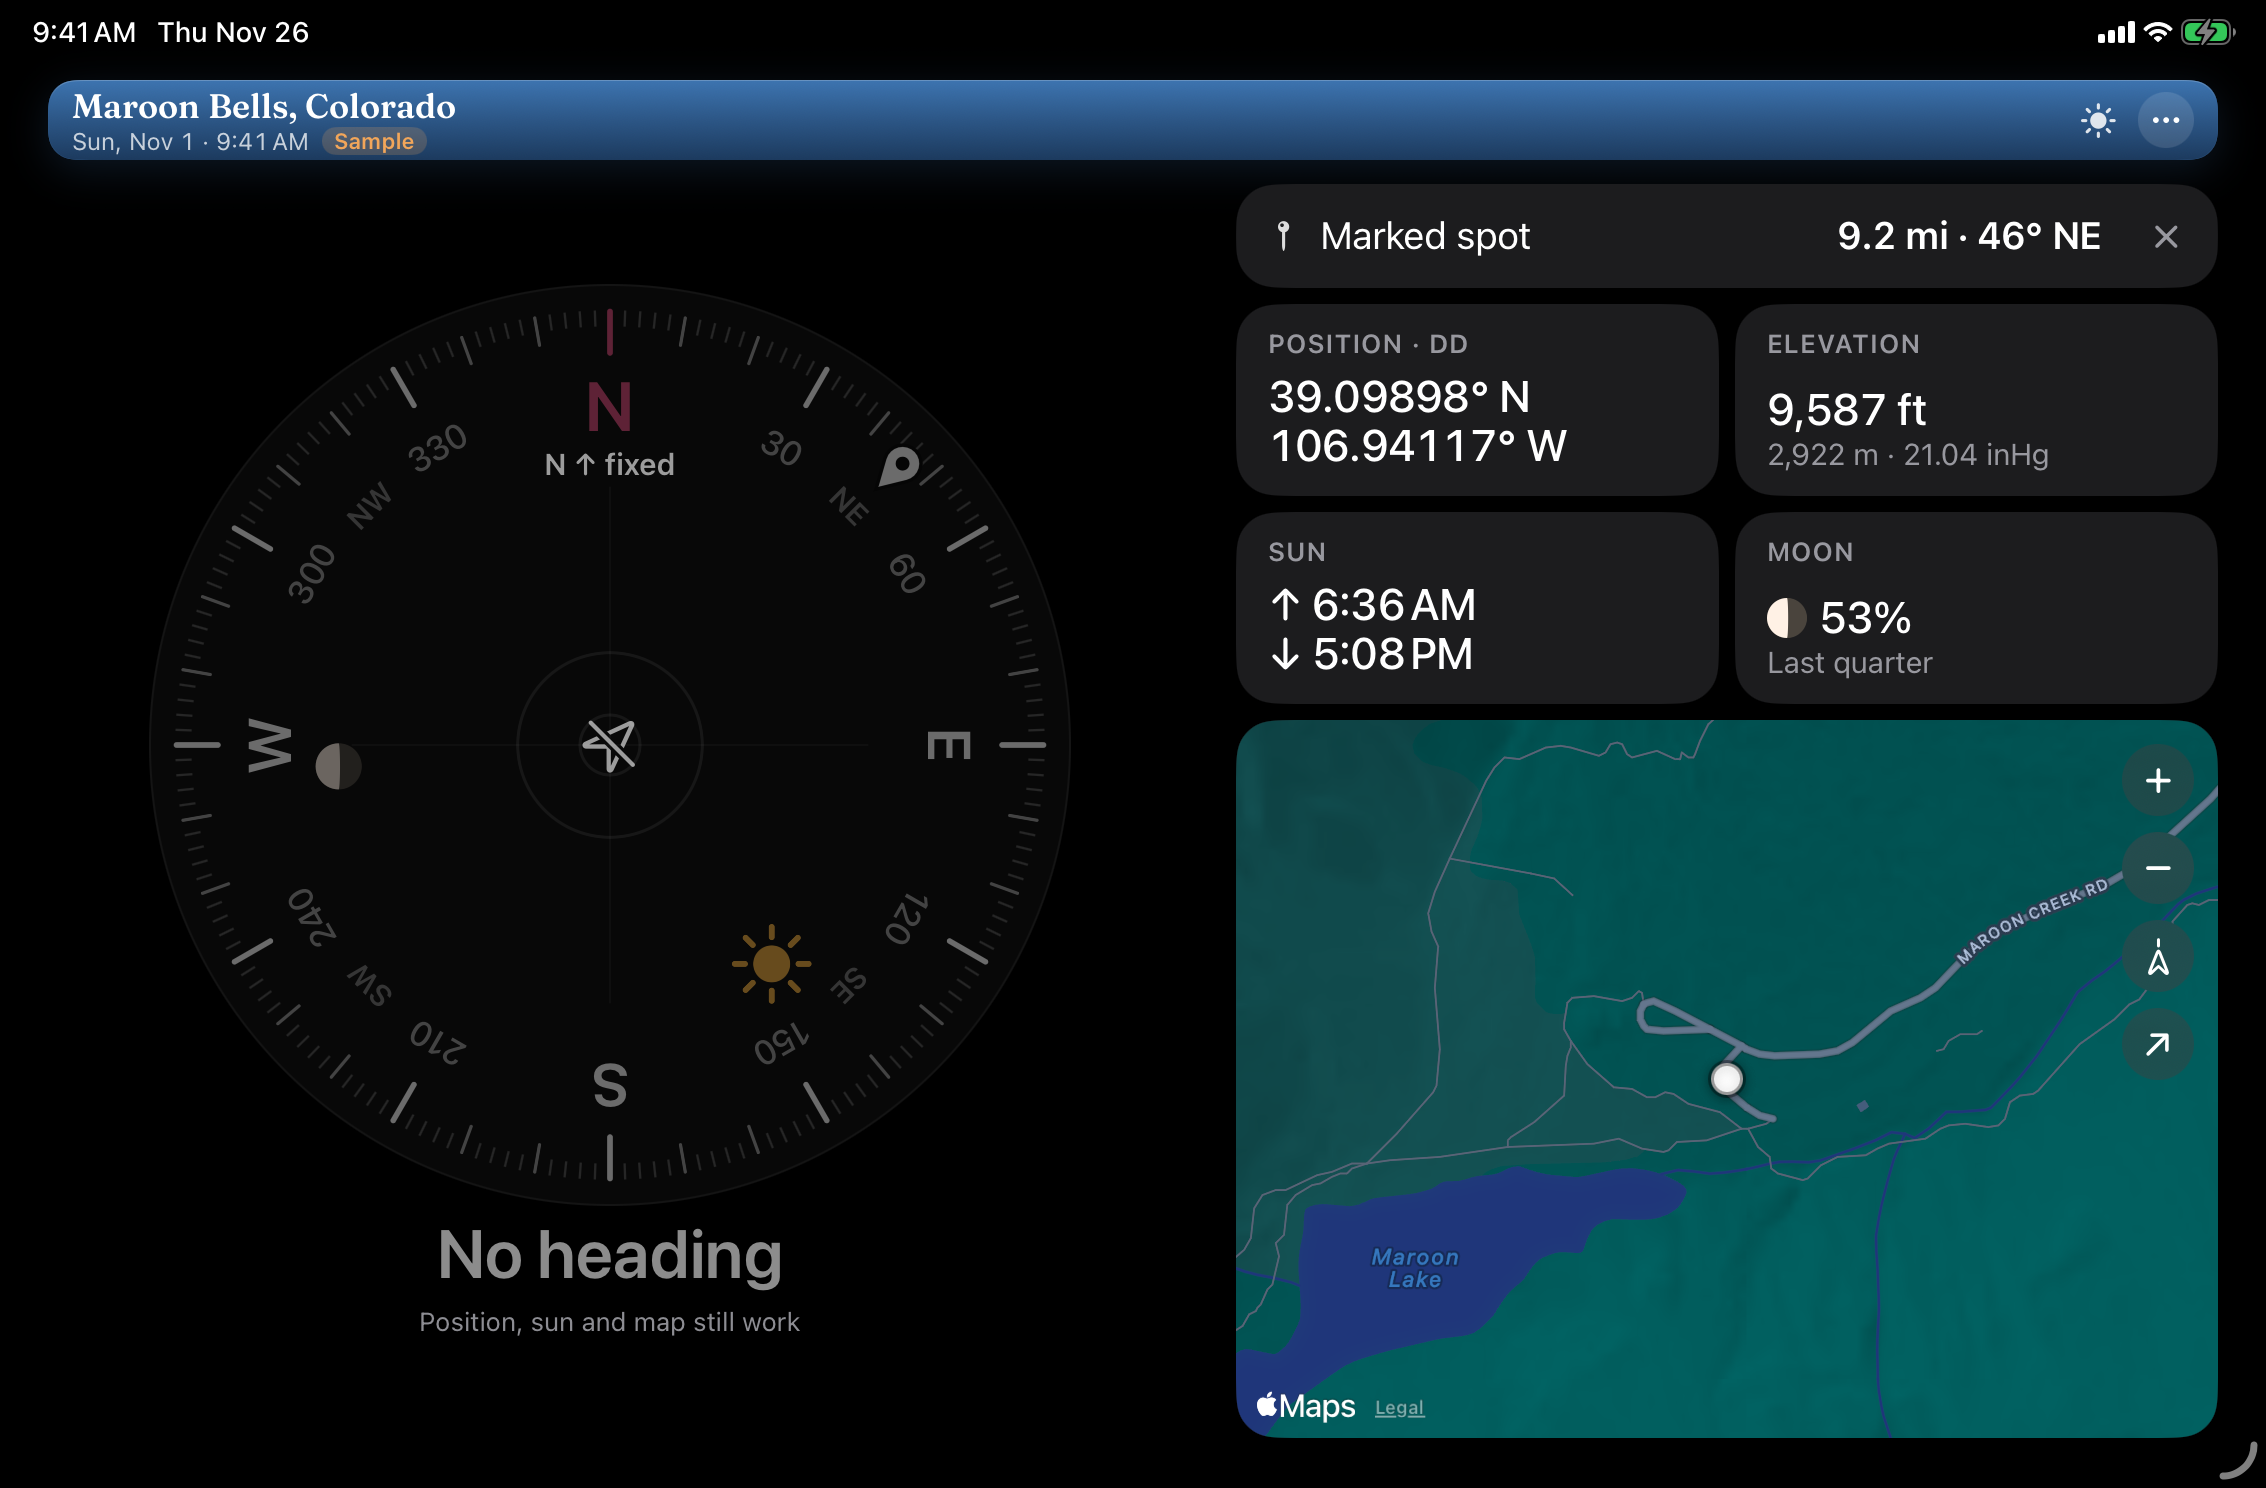 9:41 AM Thu Nov 26
Maroon Bells, Colorado
Sun, Nov 1 · 9:41 AM Sample
N
N ↑ fixed
30
NE
60
E
120
SE
150
S
210
SW
240
W
300
NW
330
No heading
Position, sun and map still work
Marked spot 9.2 mi · 46° NE
POSITION · DD
39.09898° N
106.94117° W
ELEVATION
9,587 ft
2,922 m · 21.04 inHg
SUN
↑ 6:36 AM
↓ 5:08 PM
MOON
53%
Last quarter
MAROON CREEK RD
Maroon
Lake
Maps Legal